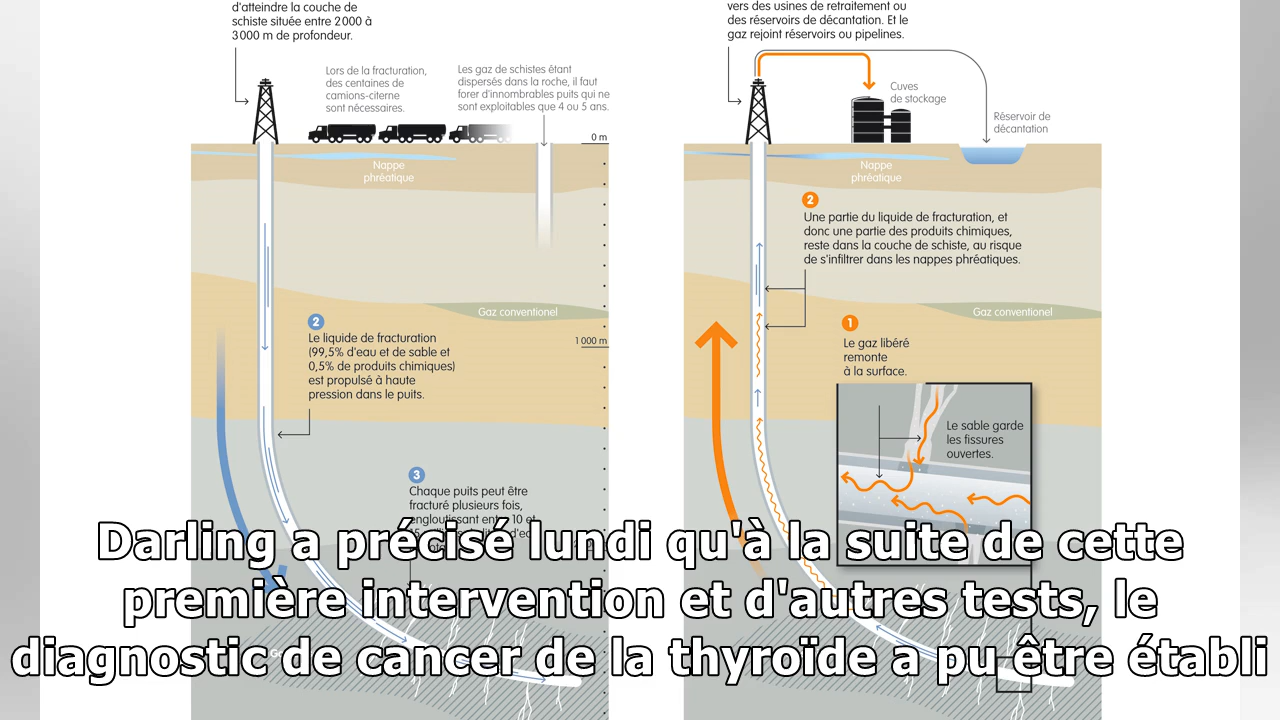 d'atteindre la couche de
schiste située entre 2 000 à
3 000 m de profondeur.
Lors de la fracturation,
des centaines de
camions-citerne
sont nécessaires.
Les gaz de schistes étant
dispersés dans la roche, il faut
forer d'innombrables puits qui ne
sont exploitables que 4 ou 5 ans.
0 m
Nappe
phréatique
Gaz conventionel
1 000 m
2
Le liquide de fracturation
(99,5% d'eau et de sable et
0,5% de produits chimiques)
est propulsé à haute
pression dans le puits.
3
Chaque puits peut être
fracturé plusieurs fois,
engloutissant entre 10 et
vers des usines de retraitement ou
des réservoirs de décantation. Et le
gaz rejoint réservoirs ou pipelines.
Cuves
de stockage
Réservoir de
décantation
Nappe
phréatique
2
Une partie du liquide de fracturation, et
donc une partie des produits chimiques,
reste dans la couche de schiste, au risque
de s'infiltrer dans les nappes phréatiques.
Gaz conventionel
1
Le gaz libéré
remonte
à la surface.
Le sable garde
les fissures
ouvertes.
Darling a précisé lundi qu'à la suite de cette
première intervention et d'autres tests, le
diagnostic de cancer de la thyroïde a pu être établi